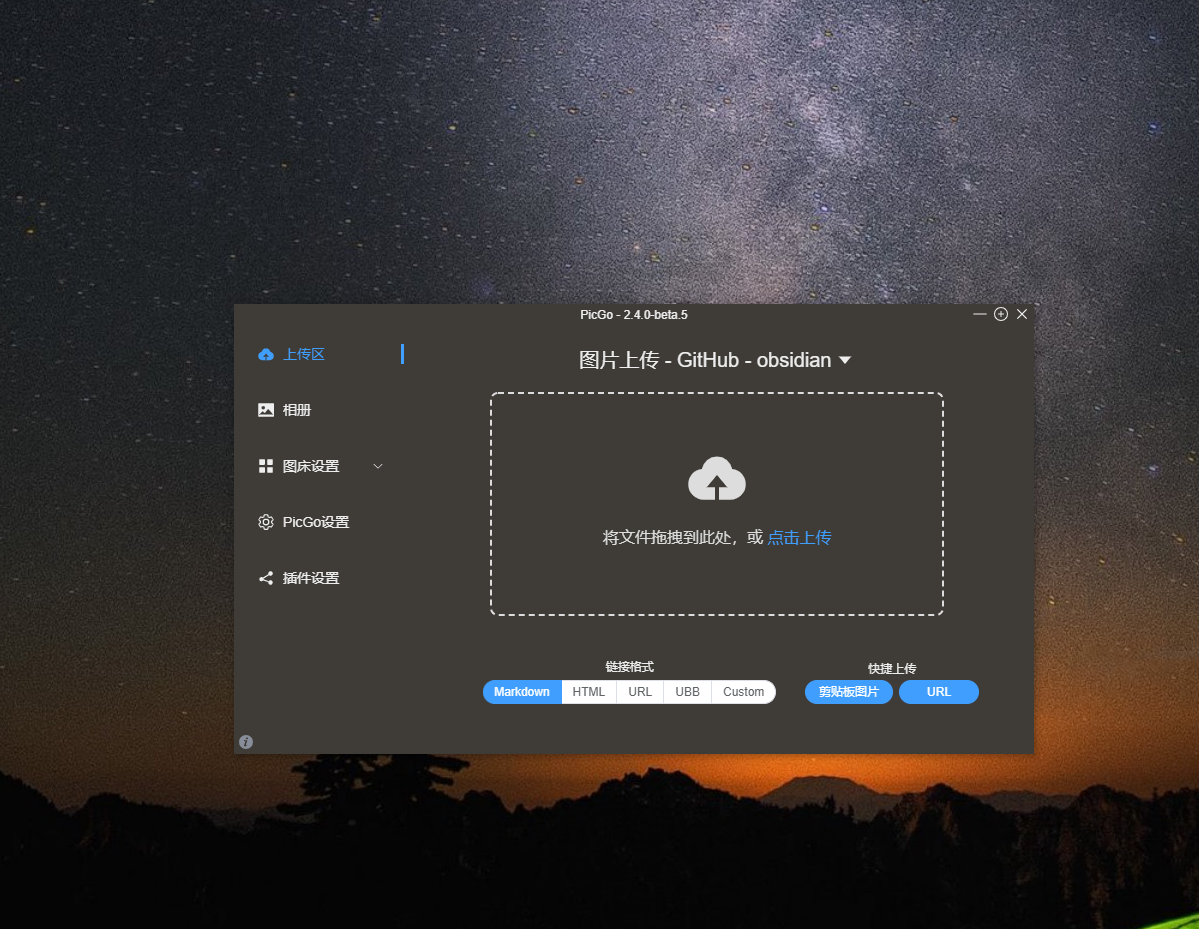 PicGo - 2.4.0-beta.5
上传区
相册
图床设置
PicGo设置
插件设置
图片上传 - GitHub - obsidian
将文件拖拽到此处，或 点击上传
链接格式
Markdown HTML URL UBB Custom
快捷上传
剪贴板图片 URL